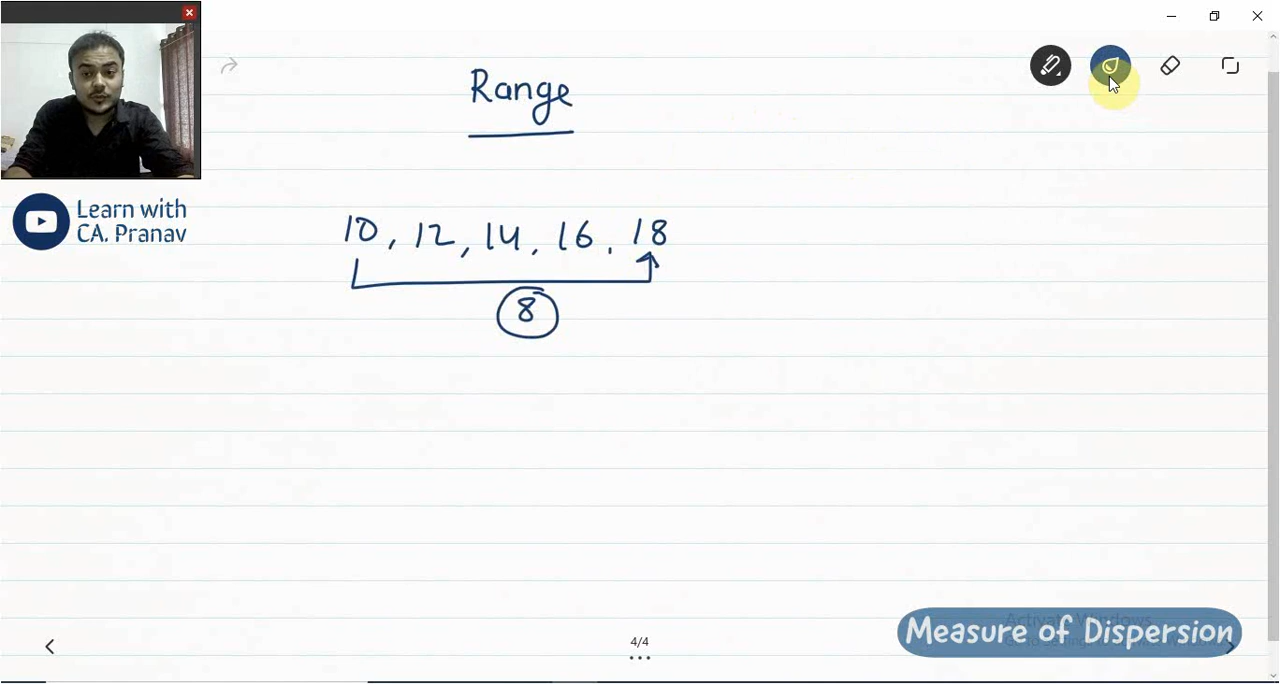 Range
Learn with
CA. Pranav
10, 12, 14, 16, 18
8
4/4
Measure of Dispersion